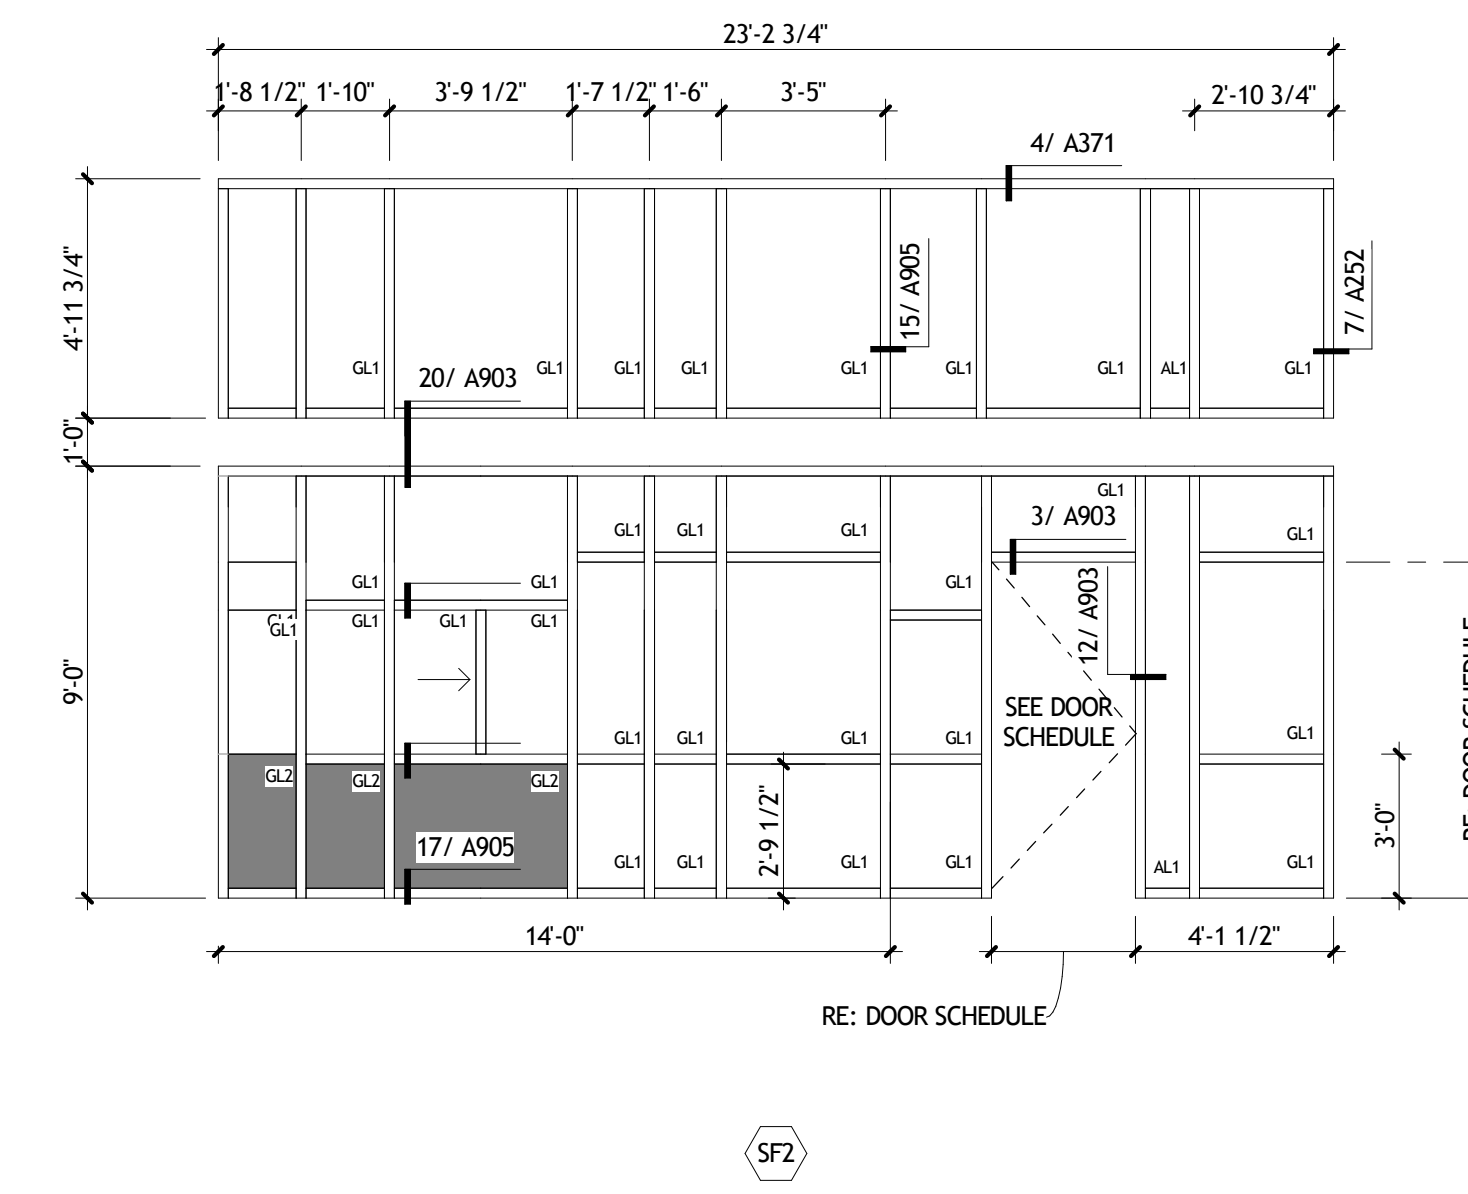 23'-2 3/4"
1'-8 1/2"
1'-10"
3'-9 1/2"
1'-7 1/2"
1'-6"
3'-5"
2'-10 3/4"
4/ A371
4'-11 3/4"
15/ A905
7/ A252
GL1
GL1
GL1
GL1
GL1
GL1
GL1
AL1
GL1
20/ A903
1'-0"
GL1
3/ A903
GL1
GL1
GL1
GL1
GL1
GL1
GL1
12/ A903
GL1
GL1
GL1
GL1
GL1
9'-0"
SEE DOOR
SCHEDULE
GL1
GL1
GL1
GL1
GL1
GL2
GL2
GL2
17/ A905
2'-9 1/2"
3'-0"
GL1
GL1
GL1
GL1
AL1
GL1
14'-0"
4'-1 1/2"
RE: DOOR SCHEDULE
SF2